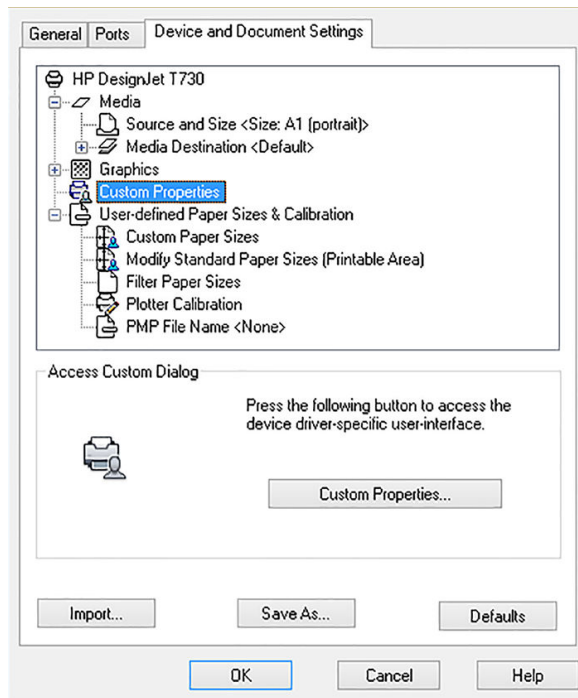 General Ports Device and Document Settings
HP DesignJet T730
Media
Source and Size <Size: A1 (portrait)>
Media Destination <Default>
Graphics
Custom Properties
User-defined Paper Sizes & Calibration
Custom Paper Sizes
Modify Standard Paper Sizes (Printable Area)
Filter Paper Sizes
Plotter Calibration
PMP File Name <None>
Access Custom Dialog
Press the following button to access the
device driver-specific user-interface.
Custom Properties...
Import... Save As... Defaults
OK Cancel Help